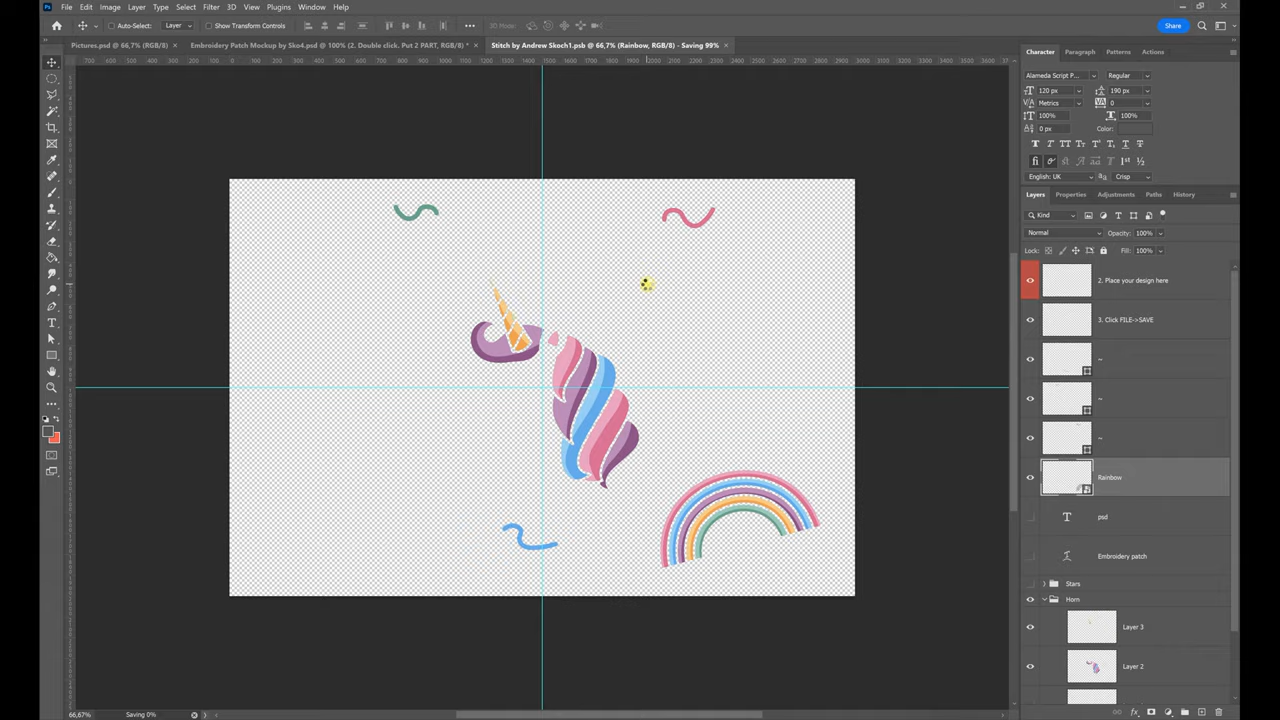 File Edit Image Layer Type Select Filter 3D View Plugins Window Help
Auto-Select: Layer Show Transform Controls 3D Mode: Share
Pictures.psd @ 66,7% (RGB/8) × Embroidery Patch Mockup by Sko4.psd @ 100% (2. Double click. Put 2 PART, RGB/8) * × Stitch by Andrew Skoch1.psb @ 66,7% (Rainbow, RGB/8) - Saving 99% ×
Character Paragraph Patterns Actions
Alameda Script P... Regular
120 px 190 px
Metrics 0
100% 100%
0 px Color:
English: UK Crisp
Layers Properties Adjustments Paths History
Kind
Normal Opacity: 100%
Lock: Fill: 100%
2. Place your design here
3. Click FILE->SAVE
~
~
~
Rainbow
psd
Embroidery patch
Stars
Horn
Layer 3
Layer 2
66,67% Saving 0%